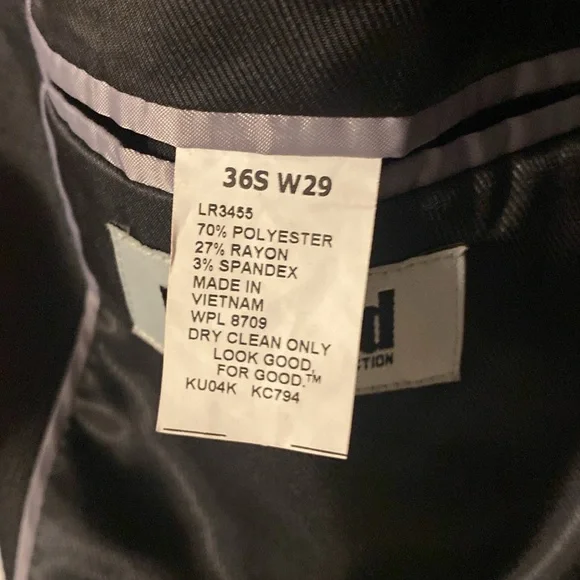 36S W29
LR3455
70% POLYESTER
27% RAYON
3% SPANDEX
MADE IN
VIETNAM
WPL 8709
DRY CLEAN ONLY
LOOK GOOD,
FOR GOOD.™
KU04K KC794